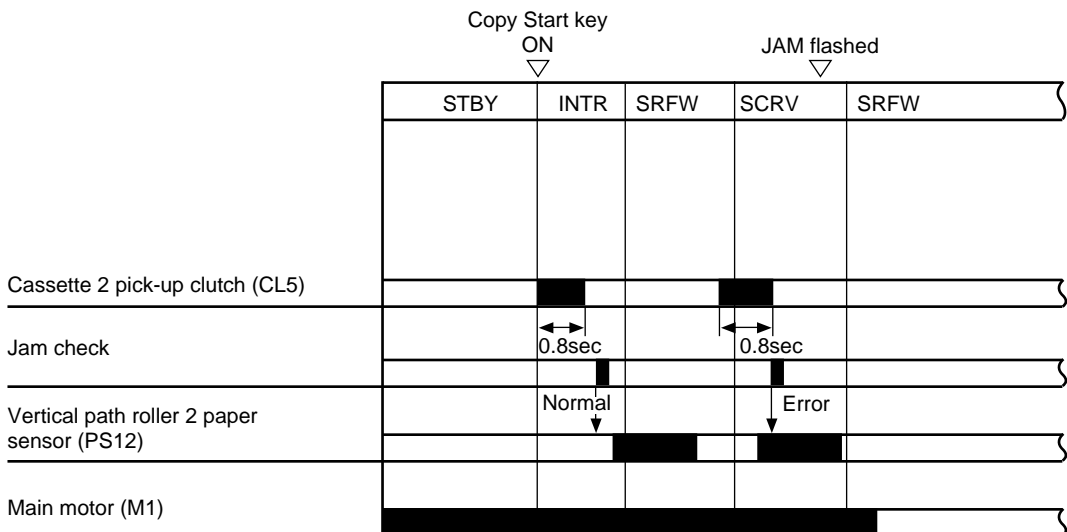 Copy Start key
ON
JAM flashed
STBY
INTR
SRFW
SCRV
SRFW
Cassette 2 pick-up clutch (CL5)
0.8sec
0.8sec
Jam check
Normal
Error
Vertical path roller 2 paper
sensor (PS12)
Main motor (M1)